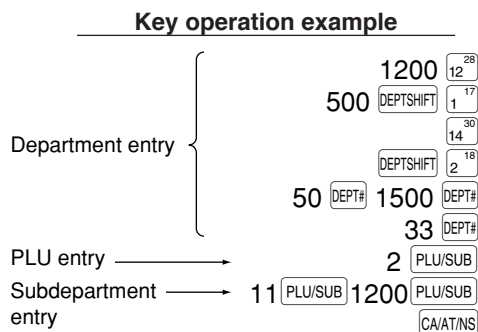 Key operation example
1200 12 28
500 DEPTSHIFT 1 17
14 30
Department entry
DEPTSHIFT 2 18
50 DEPT# 1500 DEPT#
33 DEPT#
PLU entry 2 PLU/SUB
Subdepartment 11 PLU/SUB 1200 PLU/SUB
entry
CA/AT/NS